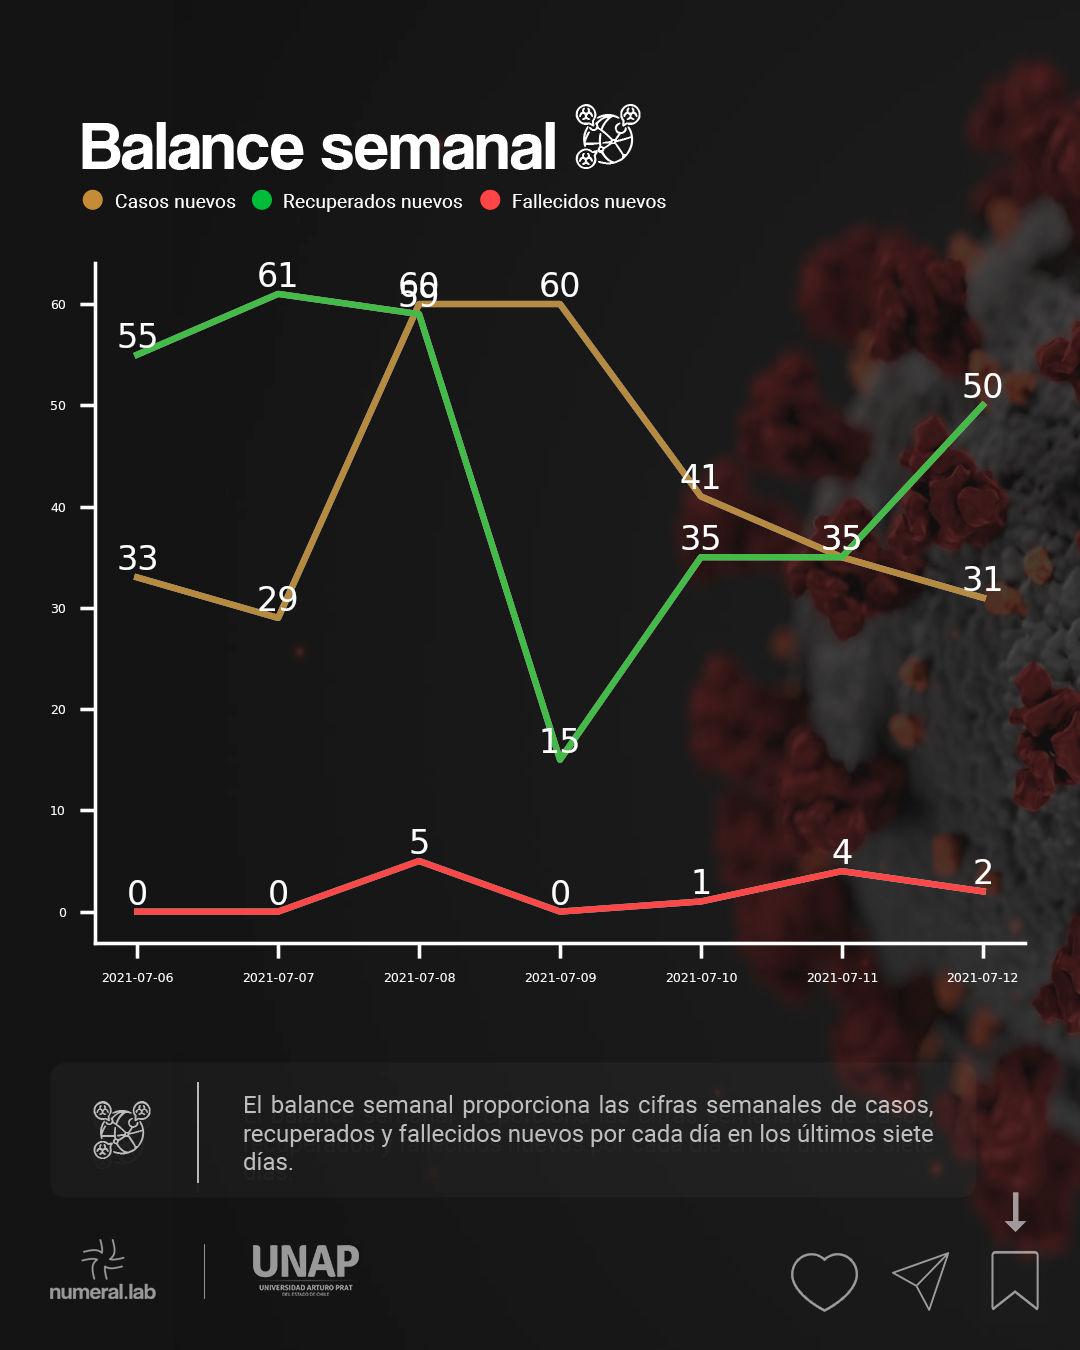 Balance semanal
Casos nuevos Recuperados nuevos Fallecidos nuevos
61
60 60
59
60
55
50
50
41
40
35 35
33
31
29
30
20
15
10
5
4
2
1
0 0 0
0
2021-07-06 2021-07-07 2021-07-08 2021-07-09 2021-07-10 2021-07-11 2021-07-12
El balance semanal proporciona las cifras semanales de casos,
recuperados y fallecidos nuevos por cada día en los últimos siete
días.
numeral.lab
UNAP
UNIVERSIDAD ARTURO PRAT
DEL ESTADO DE CHILE